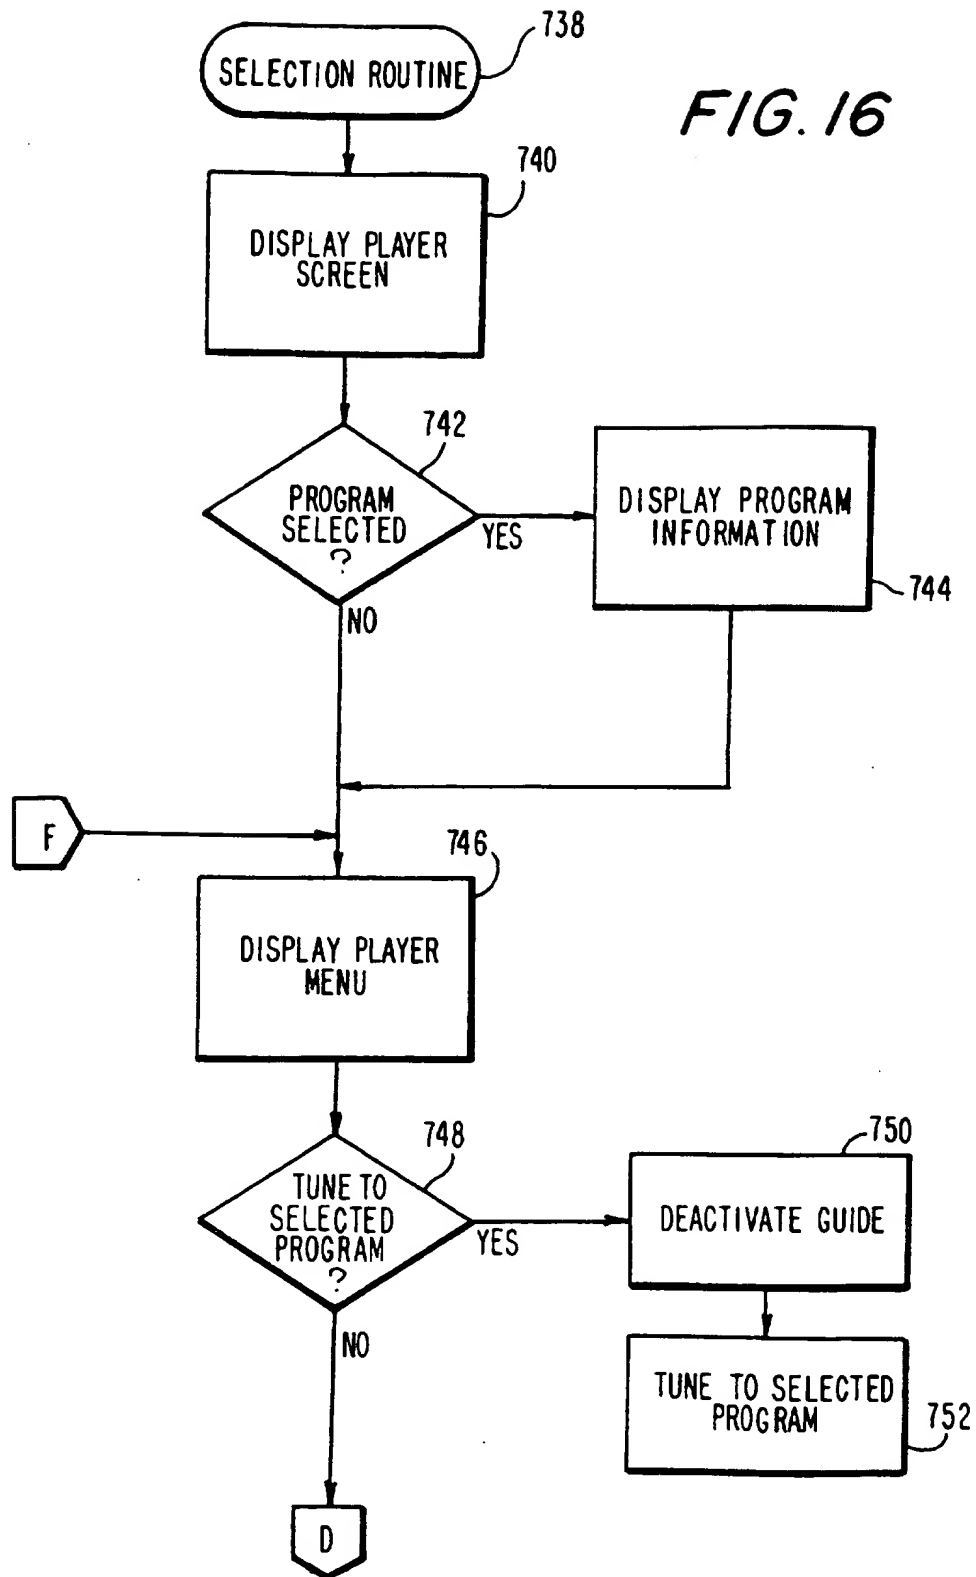 738
SELECTION ROUTINE
FIG. 16
740
DISPLAY PLAYER
SCREEN
742
PROGRAM
SELECTED
?
YES
NO
DISPLAY PROGRAM
INFORMATION
744
F
746
DISPLAY PLAYER
MENU
748
TUNE TO
SELECTED
PROGRAM
?
YES
NO
750
DEACTIVATE GUIDE
TUNE TO SELECTED
PROGRAM
752
D